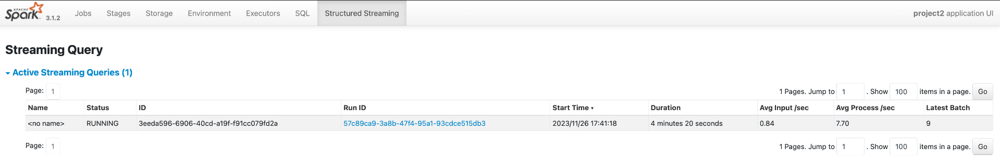 APACHE Spark 3.1.2 Jobs Stages Storage Environment Executors SQL Structured Streaming project2 application UI
Streaming Query
Active Streaming Queries (1)
Page: 1 1 Pages. Jump to 1 . Show 100 items in a page. Go
Name Status ID Run ID Start Time ▾ Duration Avg Input /sec Avg Process /sec Latest Batch
<no name> RUNNING 3eeda596-6906-40cd-a19f-f91cc079fd2a 57c89ca9-3a8b-47f4-95a1-93cdce515db3 2023/11/26 17:41:18 4 minutes 20 seconds 0.84 7.70 9
Page: 1 1 Pages. Jump to 1 . Show 100 items in a page. Go